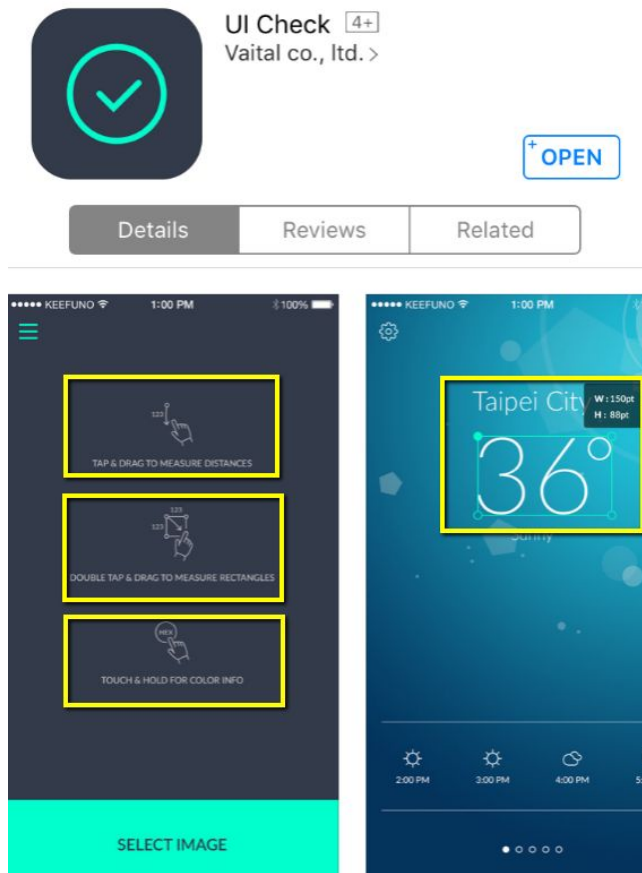 UI Check 4+
Vaital co., ltd. >
+ OPEN
Details Reviews Related
KEEFUNO 1:00 PM 100%
123
TAP & DRAG TO MEASURE DISTANCES
123
123
DOUBLE TAP & DRAG TO MEASURE RECTANGLES
HEX
TOUCH & HOLD FOR COLOR INFO
SELECT IMAGE
KEEFUNO 1:00 PM
Taipei City
W : 150pt
H : 88pt
36°
Sunny
2:00 PM 3:00 PM 4:00 PM